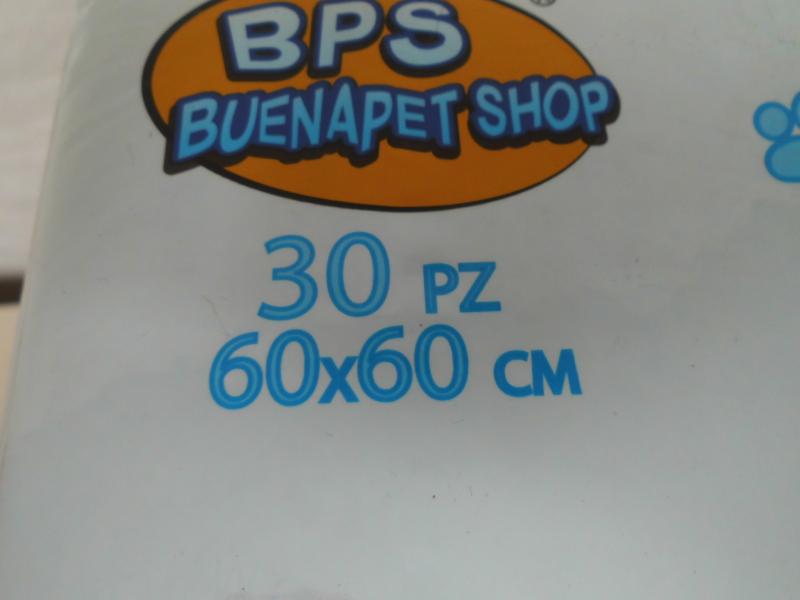 BPS
BUENAPET SHOP
30 PZ
60x60 CM